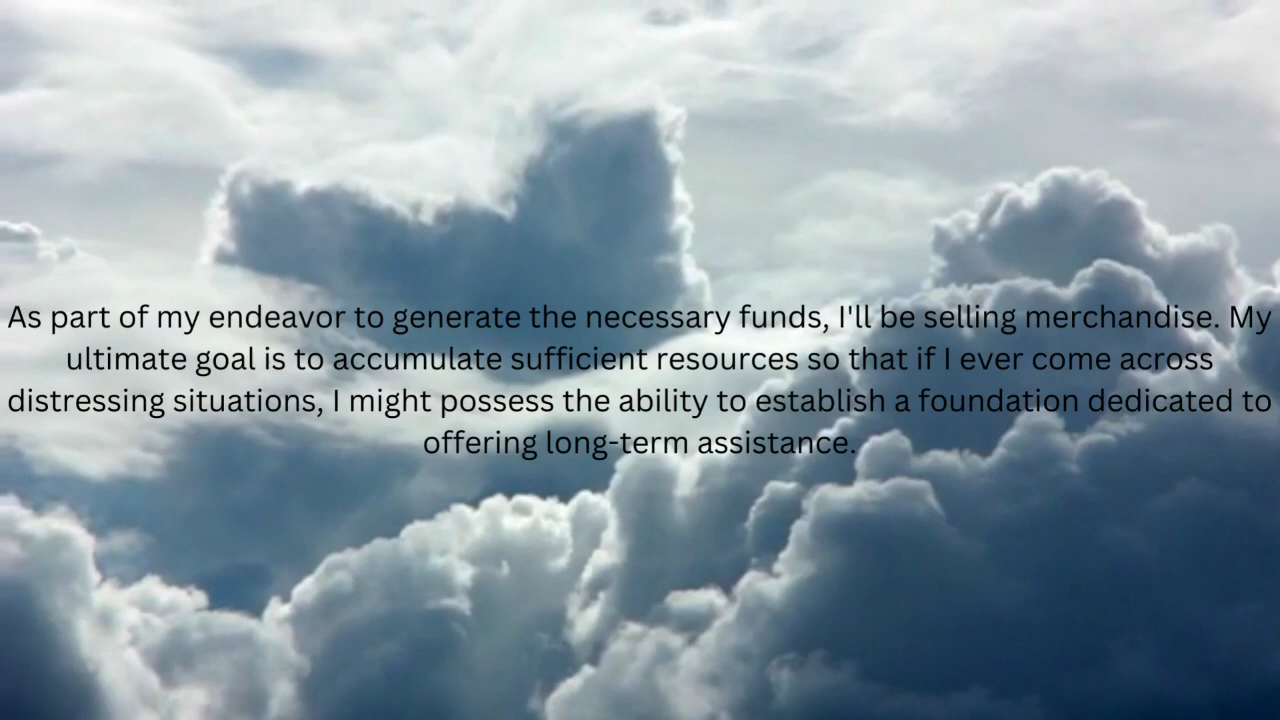 As part of my endeavor to generate the necessary funds, I'll be selling merchandise. My
ultimate goal is to accumulate sufficient resources so that if I ever come across
distressing situations, I might possess the ability to establish a foundation dedicated to
offering long-term assistance.